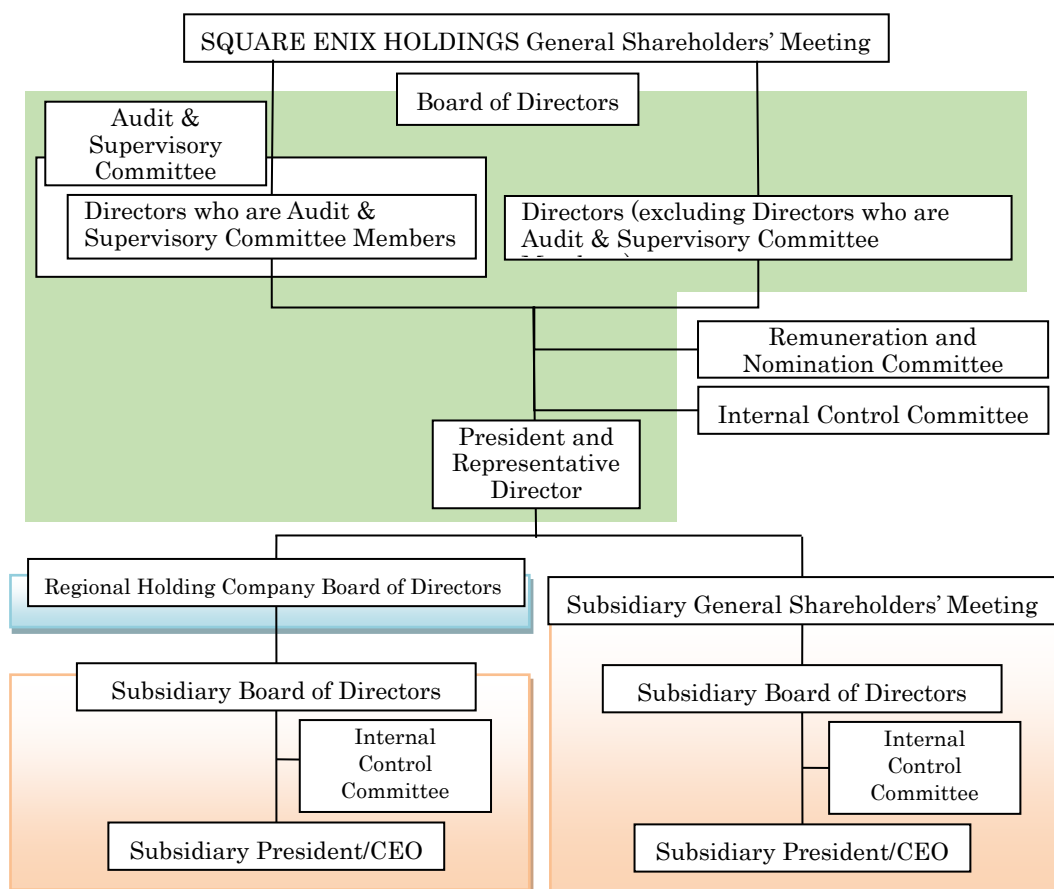 SQUARE ENIX HOLDINGS General Shareholders’ Meeting
Board of Directors
Audit &
Supervisory
Committee
Directors who are Audit &
Supervisory Committee Members
Directors (excluding Directors who are
Audit & Supervisory Committee
Remuneration and
Nomination Committee
Internal Control Committee
President and
Representative
Director
Regional Holding Company Board of Directors
Subsidiary General Shareholders’ Meeting
Subsidiary Board of Directors
Subsidiary Board of Directors
Internal
Control
Committee
Internal
Control
Committee
Subsidiary President/CEO
Subsidiary President/CEO